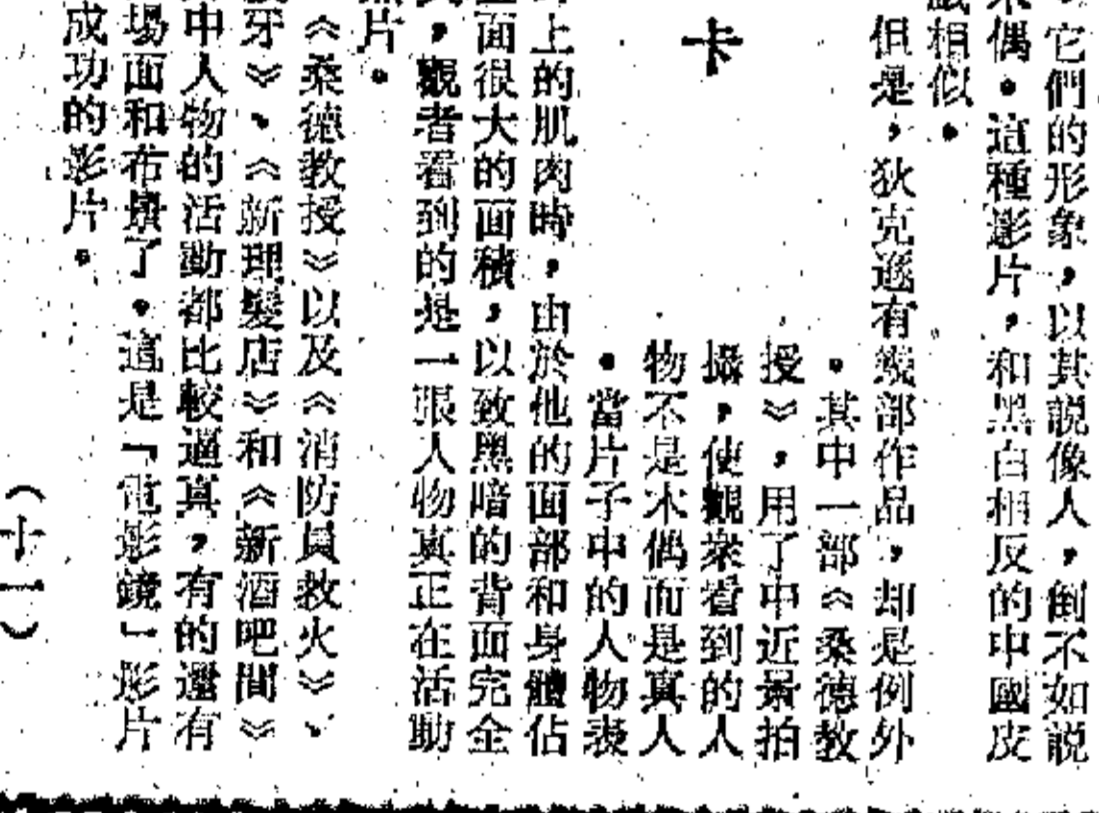 ，它們的形象，以其説像人，倒不如説
木偶。這種影片，和黑白相反的中國皮
戲相似。
但是，狄克遜有幾部作品，却是例外
。其中一部《桑德教
授》，用了中近景拍
攝，使觀衆看到的人
物不是木偶而是真人
。當片子中的人物表
卡
上的肌肉時，由於他的面部和身體佔
面很大的面積，以致黑暗的背面完全
，觀者看到的是一張人物真正在活動
片。
《桑德教授》以及《消防員救火》、
牙》、《新理髮店》和《新酒吧間》
中人物的活動都比較逼真，有的還有
場面和布景了。這是「電影鏡」影片
成功的影片。
（十一）